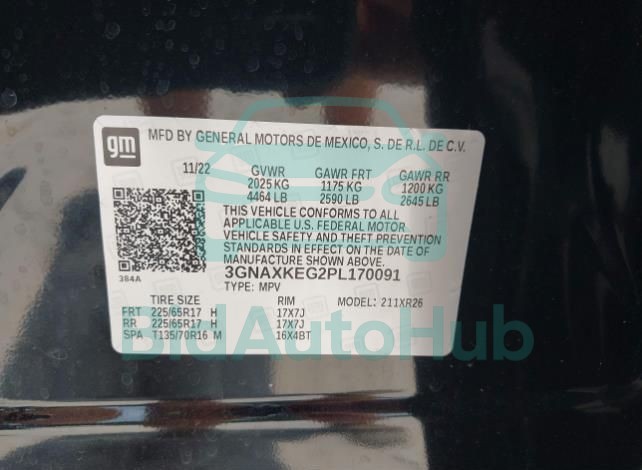 gm MFD BY GENERAL MOTORS DE MEXICO, S. DE R.L. DE C.V.
11/22 GVWR GAWR FRT GAWR RR
2025 KG 1175 KG 1200 KG
4464 LB 2590 LB 2645 LB
THIS VEHICLE CONFORMS TO ALL
APPLICABLE U.S. FEDERAL MOTOR
VEHICLE SAFETY AND THEFT PREVENTION
STANDARDS IN EFFECT ON THE DATE OF
MANUFACTURE SHOWN ABOVE.
384A 3GNAXKEG2PL170091
TYPE: MPV
TIRE SIZE RIM MODEL: 211XR26
FRT 225/65R17 H 17X7J
RR 225/65R17 H 17X7J
SPA T135/70R16 M 16X4BT
BidAutoHub